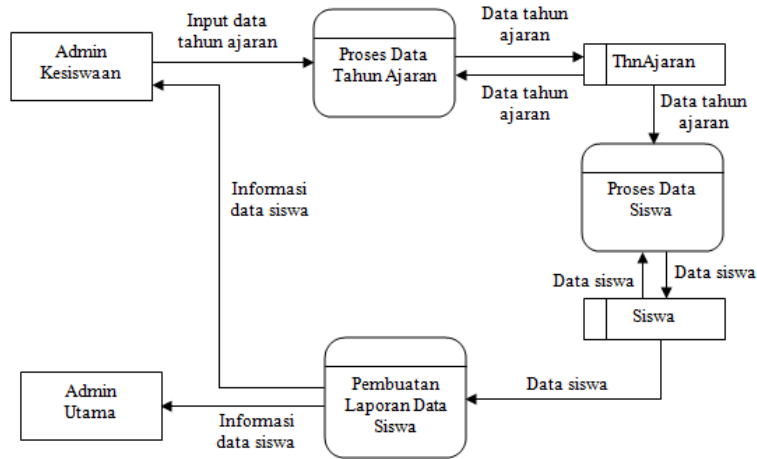 Admin
Kesiswaan
Input data
tahun ajaran
Proses Data
Tahun Ajaran
Data tahun
ajaran
Data tahun
ajaran
ThnAjaran
Data tahun
ajaran
Proses Data
Siswa
Informasi
data siswa
Data siswa
Data siswa
Siswa
Data siswa
Pembuatan
Laporan Data
Siswa
Informasi
data siswa
Admin
Utama